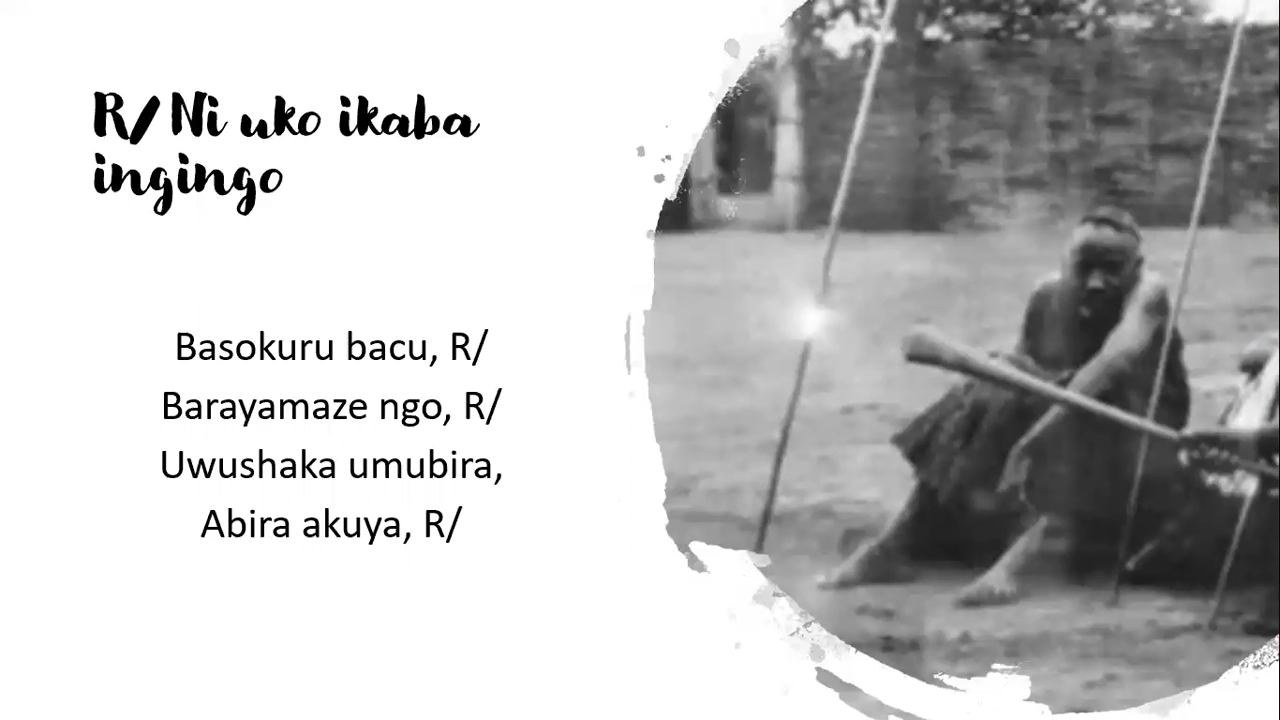 R/ Ni uko ikaba
ingingo
Basokuru bacu, R/
Barayamaze ngo, R/
Uwushaka umubira,
Abira akuya, R/